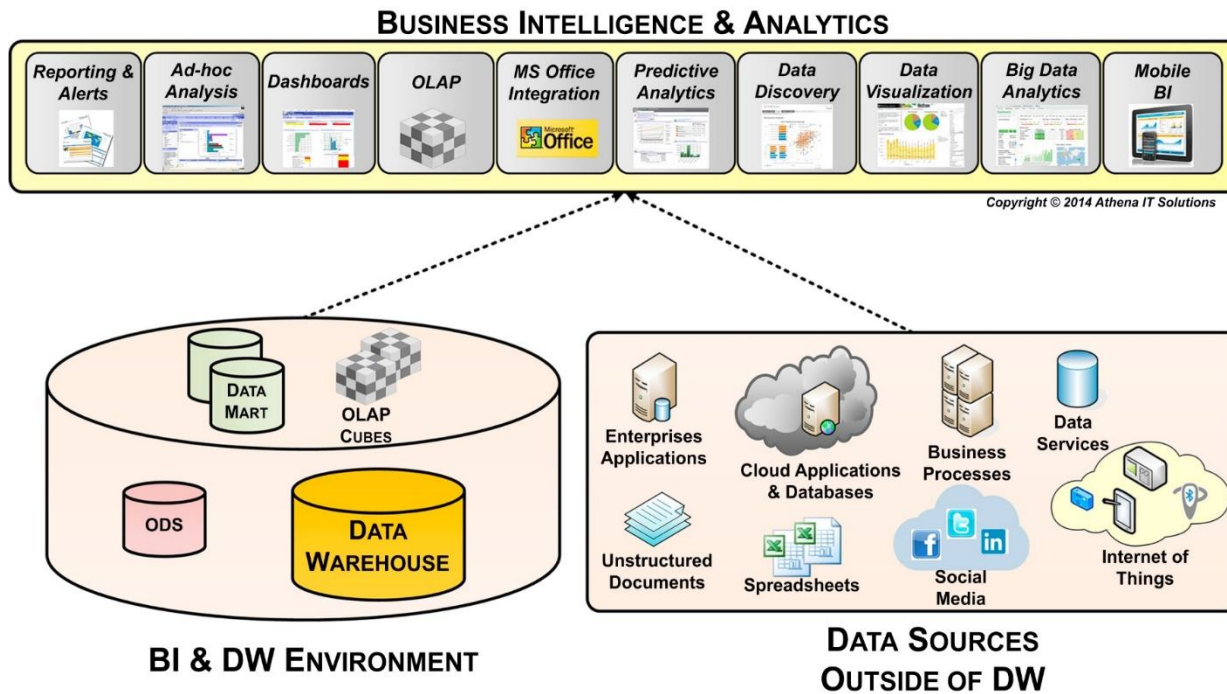 BUSINESS INTELLIGENCE & ANALYTICS
Reporting &
Alerts
Ad-hoc
Analysis
Dashboards
OLAP
MS Office
Integration
Microsoft
Office
Predictive
Analytics
Data
Discovery
Data
Visualization
Big Data
Analytics
Mobile
BI
Copyright © 2014 Athena IT Solutions
DATA
MART
OLAP
CUBES
ODS
DATA
WAREHOUSE
BI & DW ENVIRONMENT
Enterprises
Applications
Cloud Applications
& Databases
Business
Processes
Data
Services
Unstructured
Documents
Spreadsheets
Social
Media
Internet of
Things
DATA SOURCES
OUTSIDE OF DW